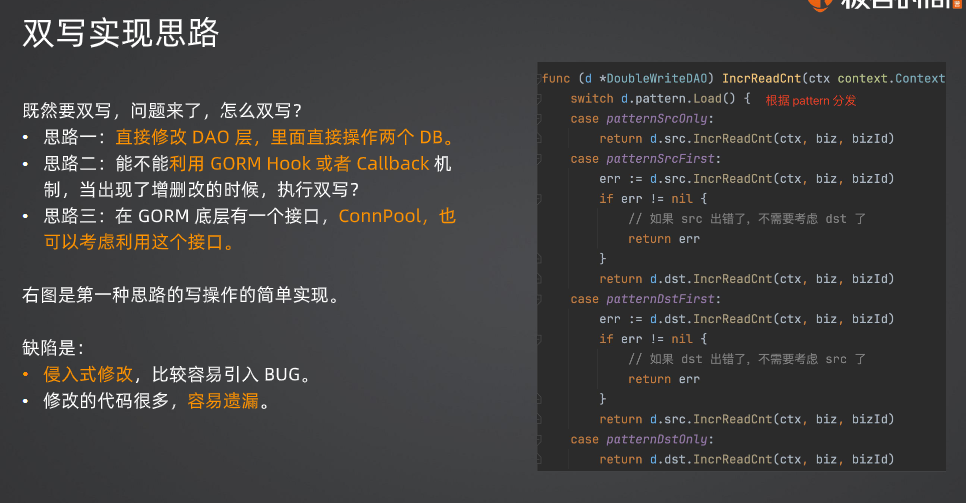 双写实现思路
既然要双写，问题来了，怎么双写？
• 思路一：直接修改 DAO 层，里面直接操作两个 DB。
• 思路二：能不能利用 GORM Hook 或者 Callback 机
制，当出现了增删改的时候，执行双写？
• 思路三：在 GORM 底层有一个接口，ConnPool，也
可以考虑利用这个接口。
右图是第一种思路的写操作的简单实现。
缺陷是：
• 侵入式修改，比较容易引入 BUG。
• 修改的代码很多，容易遗漏。
func (d *DoubleWriteDAO) IncrReadCnt(ctx context.Context
switch d.pattern.Load() { 根据 pattern 分发
case patternSrcOnly:
return d.src.IncrReadCnt(ctx, biz, bizId)
case patternSrcFirst:
err := d.src.IncrReadCnt(ctx, biz, bizId)
if err != nil {
// 如果 src 出错了，不需要考虑 dst 了
return err
}
return d.dst.IncrReadCnt(ctx, biz, bizId)
case patternDstFirst:
err := d.dst.IncrReadCnt(ctx, biz, bizId)
if err != nil {
// 如果 dst 出错了，不需要考虑 src 了
return err
}
return d.src.IncrReadCnt(ctx, biz, bizId)
case patternDstOnly:
return d.dst.IncrReadCnt(ctx, biz, bizId)